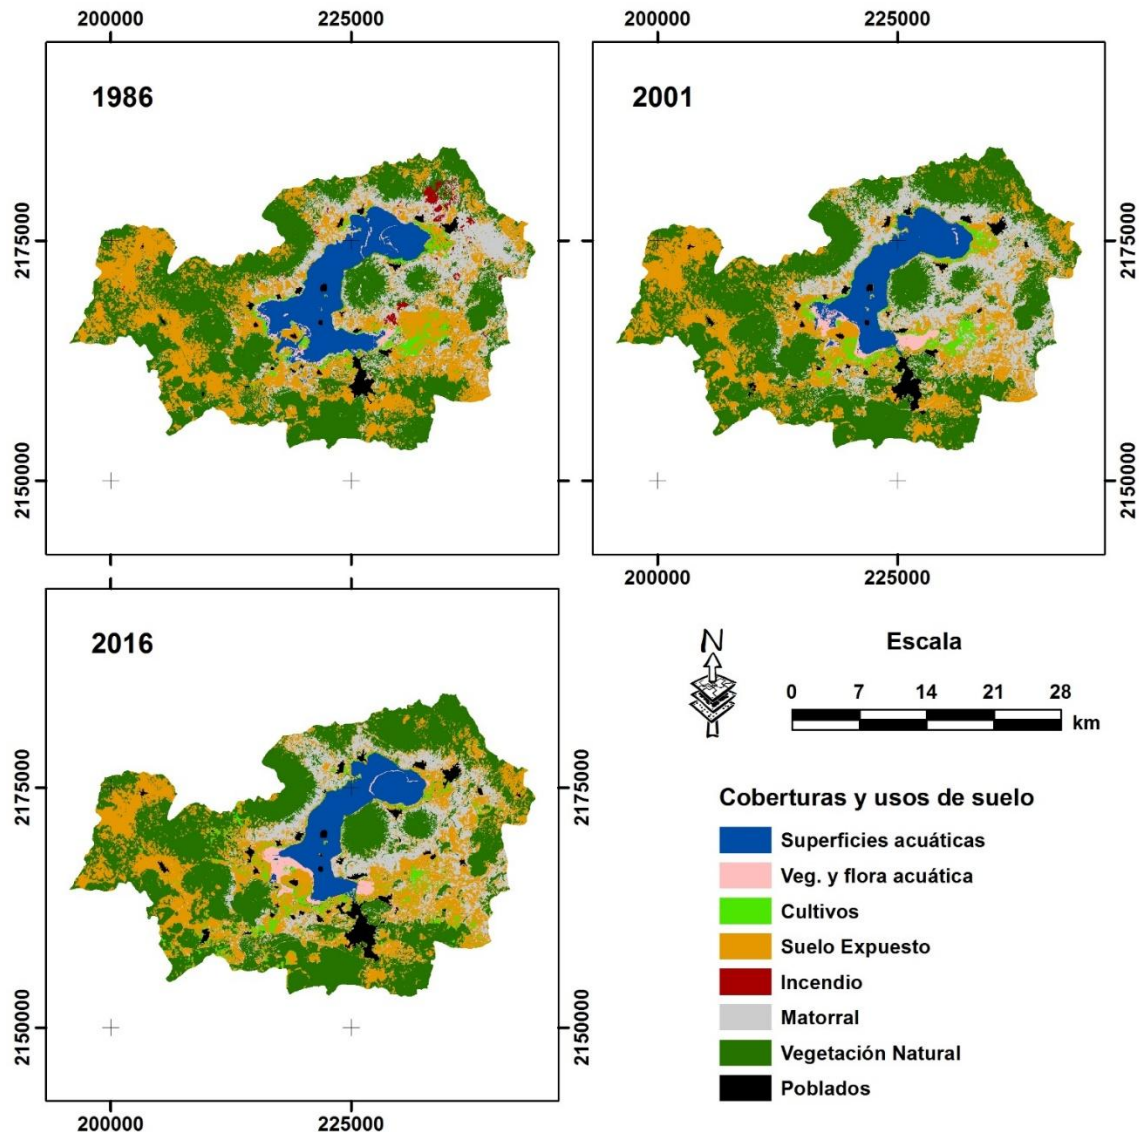 200000 225000
200000 225000
1986
2001
2175000
2175000
2150000
2150000
225000
200000 225000
2016
N
Escala
0 7 14 21 28
km
2175000
2150000
Coberturas y usos de suelo
Superficies acuáticas
Veg. y flora acuática
Cultivos
Suelo Expuesto
Incendio
Matorral
Vegetación Natural
Poblados
2175000
2150000
200000 225000